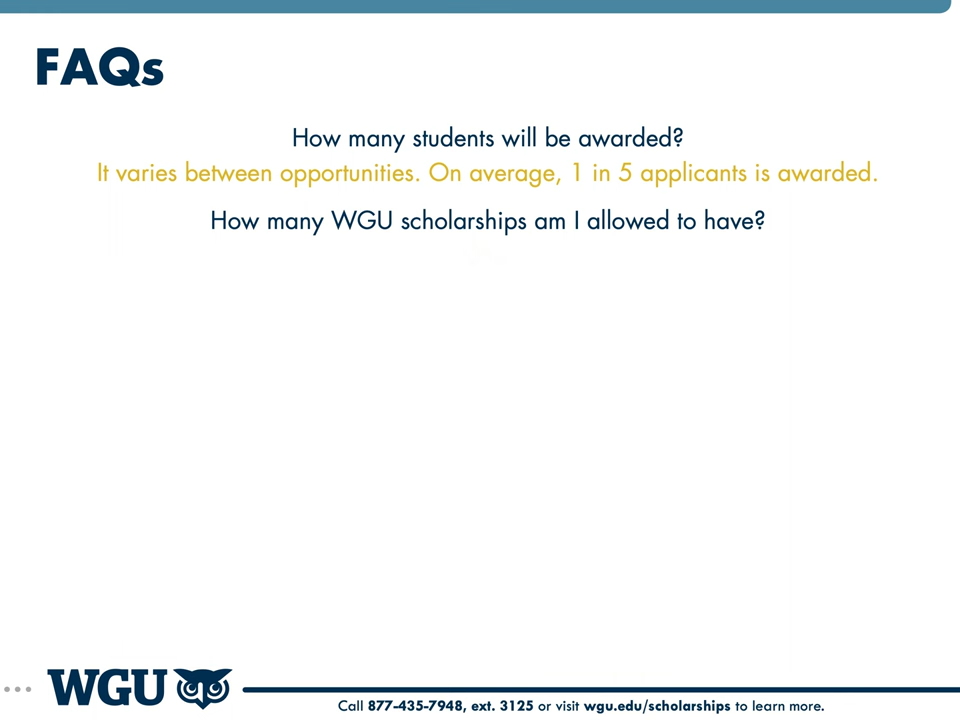 FAQs
How many students will be awarded?
It varies between opportunities. On average, 1 in 5 applicants is awarded.
How many WGU scholarships am I allowed to have?
WGU
Call 877-435-7948, ext. 3125 or visit wgu.edu/scholarships to learn more.